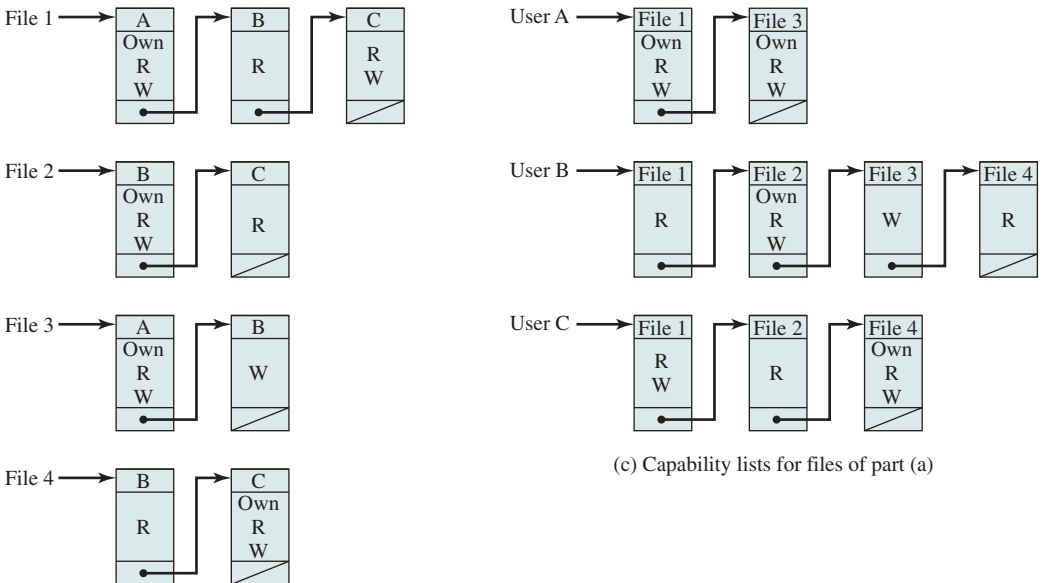 File 1
A
Own
R
W
B
R
C
R
W
File 2
B
Own
R
W
C
R
File 3
A
Own
R
W
B
W
File 4
B
R
C
Own
R
W
User A
File 1
Own
R
W
File 3
Own
R
W
User B
File 1
R
File 2
Own
R
W
File 3
W
File 4
R
User C
File 1
R
W
File 2
R
File 4
Own
R
W
(c) Capability lists for files of part (a)